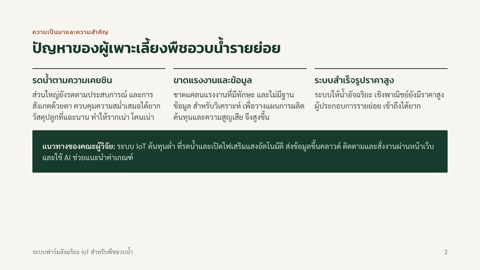 ความเป็นมาและความสำคัญ
ปัญหาของผู้เพาะเลี้ยงพืชอวบน้ำรายย่อย
รดน้ำตามความเคยชิน
ส่วนใหญ่ยังรดตามประสบการณ์ และการ
สังเกตด้วยตา ควบคุมความสม่ำเสมอได้ยาก
วัสดุปลูกที่แฉะนาน ทำให้รากเน่า โคนเน่า
ขาดแรงงานและข้อมูล
ขาดแคลนแรงงานที่มีทักษะ และไม่มีฐาน
ข้อมูล สำหรับวิเคราะห์ เพื่อวางแผนการผลิต
ต้นทุนและความสูญเสีย จึงสูงขึ้น
ระบบสำเร็จรูปราคาสูง
ระบบให้น้ำอัจฉริยะ เชิงพาณิชย์ยังมีราคาสูง
ผู้ประกอบการรายย่อย เข้าถึงได้ยาก
แนวทางของคณะผู้วิจัย: ระบบ IoT ต้นทุนต่ำ ที่รดน้ำและเปิดไฟเสริมแสงอัตโนมัติ ส่งข้อมูลขึ้นคลาวด์ ติดตามและสั่งงานผ่านหน้าเว็บ
และใช้ AI ช่วยแนะนำค่าเกณฑ์
ระบบฟาร์มอัจฉริยะ IoT สำหรับพืชอวบน้ำ
2